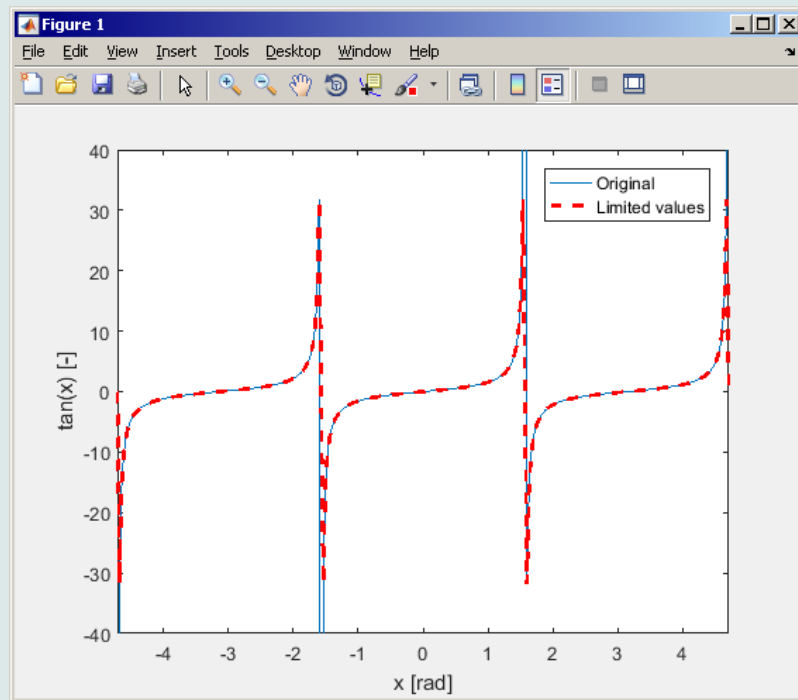 Figure 1
File Edit View Insert Tools Desktop Window Help
40
30
20
10
0
-10
-20
-30
-40
tan(x) [-]
Original
Limited values
-4 -3 -2 -1 0 1 2 3 4
x [rad]